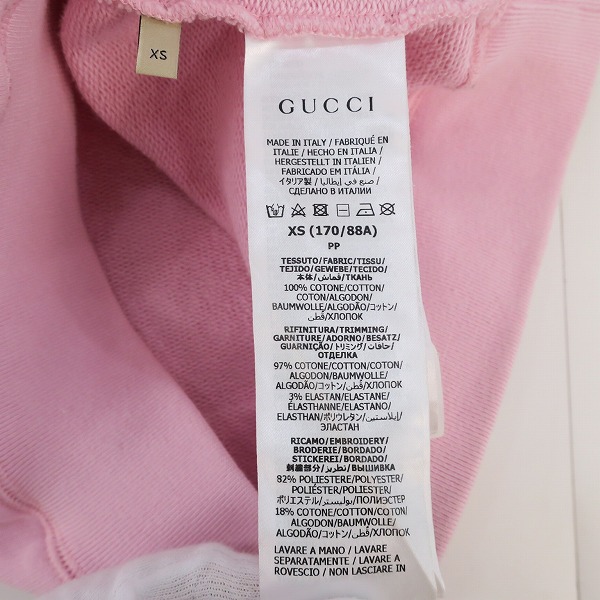 XS
GUCCI
MADE IN ITALY / FABRIQUÉ EN
ITALIE / HECHO EN ITALIA /
HERGESTELLT IN ITALIEN /
FABRICADO EM ITÁLIA /
イタリア製 / صنع في إيطاليا /
СДЕЛАНО В ИТАЛИИ
XS (170/88A)
PP
TESSUTO/FABRIC/TISSU/
TEJIDO/GEWEBE/TECIDO/
本体/قماش/ТКАНЬ
100% COTONE/COTTON/
COTON/ALGODON/
BAUMWOLLE/ALGODÃO/コットン/
قطن/ХЛОПОК
RIFINITURA/TRIMMING/
GARNITURE/ADORNO/BESATZ/
GUARNIÇÃO/トリミング/حافات/
ОТДЕЛКА
97% COTONE/COTTON/COTON/
ALGODON/BAUMWOLLE/
ALGODÃO/コットン/قطن/ХЛОПОК
3% ELASTAN/ELASTANE/
ELASTHANNE/ELASTANO/
ELASTHAN/ポリウレタン/إيلاستين/
ЭЛАСТАН
RICAMO/EMBROIDERY/
BRODERIE/BORDADO/
STICKEREI/BORDADO/
刺繍部分/تطريز/ВЫШИВКА
82% POLIESTERE/POLYESTER/
POLIÉSTER/POLYESTER/
ポリエステル/بوليستر/ПОЛИЭСТЕР
18% COTONE/COTTON/COTON/
ALGODON/BAUMWOLLE/
ALGODÃO/コットン/قطن/ХЛОПОК
LAVARE A MANO / LAVARE
SEPARATAMENTE / LAVARE A
ROVESCIO / NON LASCIARE IN